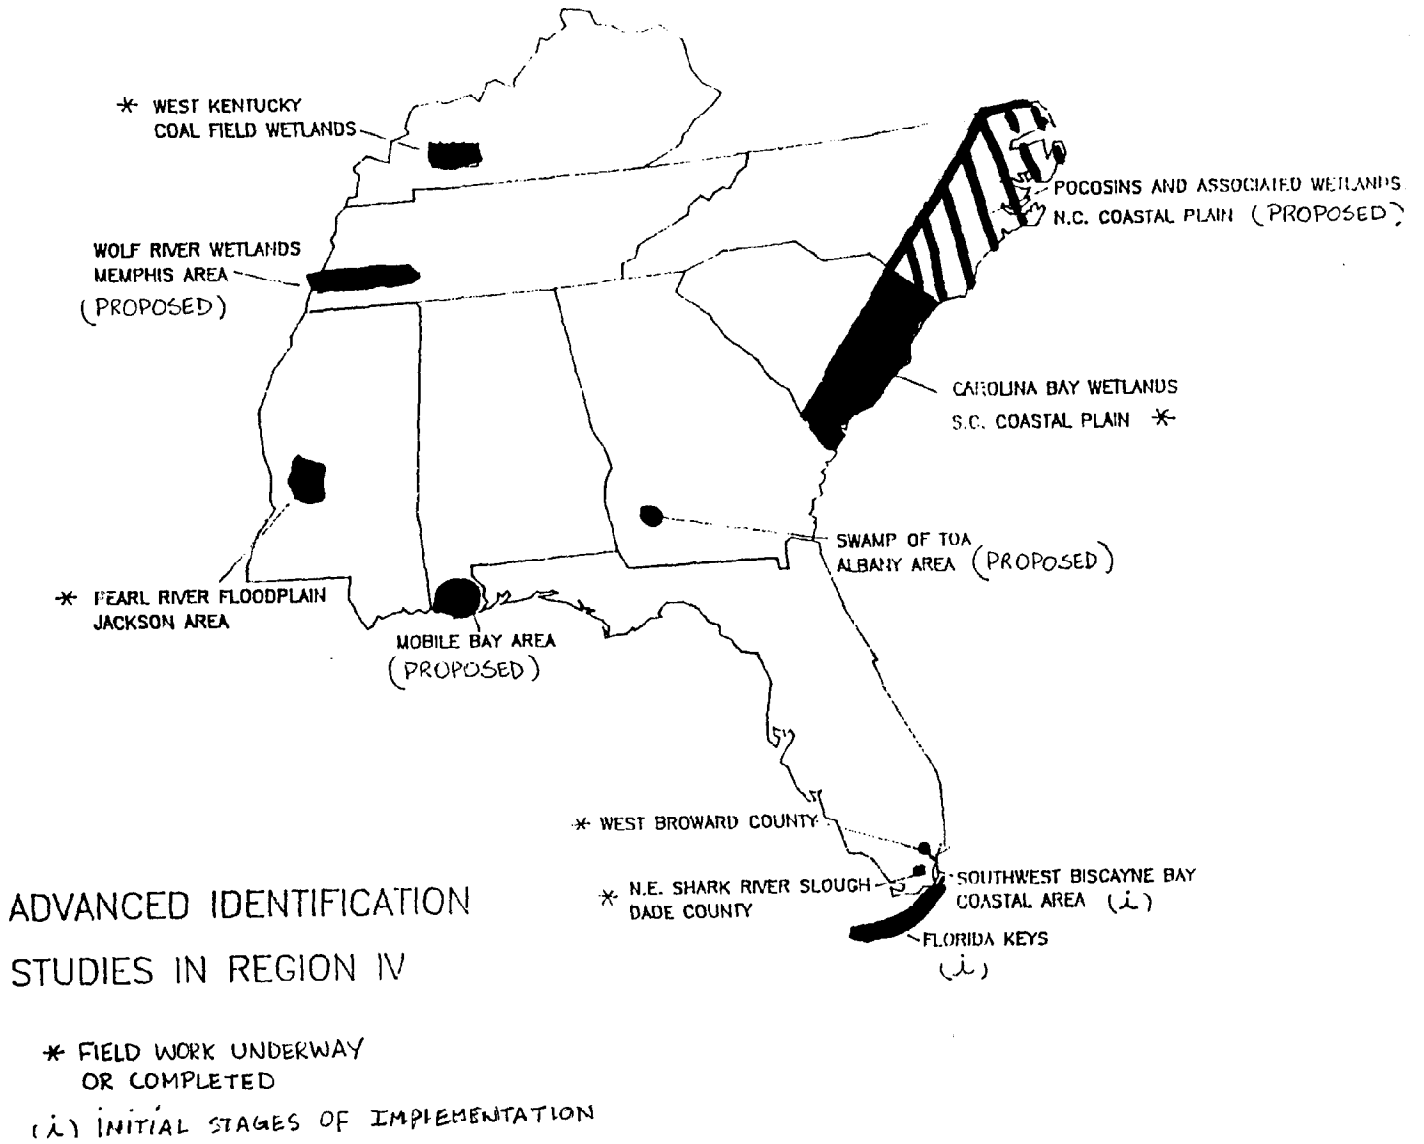 * WEST KENTUCKY
COAL FIELD WETLANDS
POCOSINS AND ASSOCIATED WETLANDS
N.C. COASTAL PLAIN (PROPOSED)
WOLF RIVER WETLANDS
MEMPHIS AREA
(PROPOSED)
CAROLINA BAY WETLANDS
S.C. COASTAL PLAIN *
SWAMP OF TOA
ALBANY AREA (PROPOSED)
* PEARL RIVER FLOODPLAIN
JACKSON AREA
MOBILE BAY AREA
(PROPOSED)
* WEST BROWARD COUNTY
* N.E. SHARK RIVER SLOUGH
DADE COUNTY
SOUTHWEST BISCAYNE BAY
COASTAL AREA (i)
FLORIDA KEYS
(i)
ADVANCED IDENTIFICATION
STUDIES IN REGION IV
* FIELD WORK UNDERWAY
OR COMPLETED
(i) INITIAL STAGES OF IMPLEMENTATION